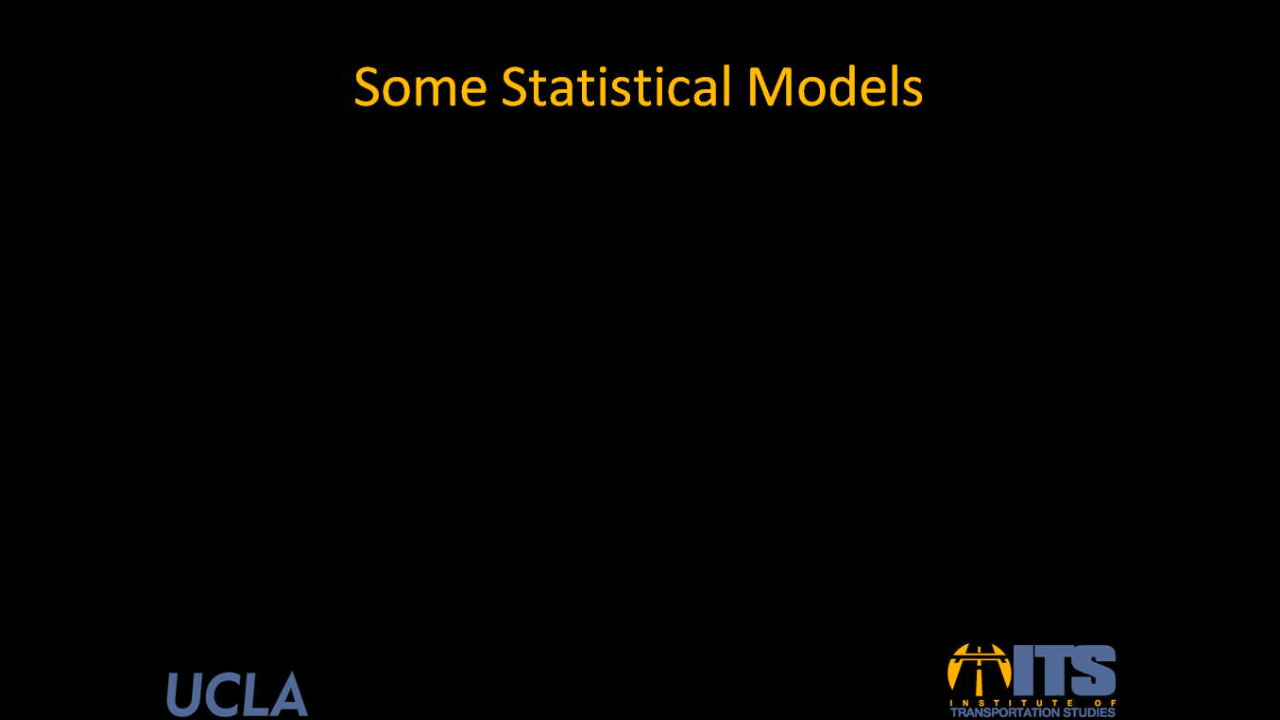 Some Statistical Models
UCLA
ITS
INSTITUTE OF
TRANSPORTATION STUDIES